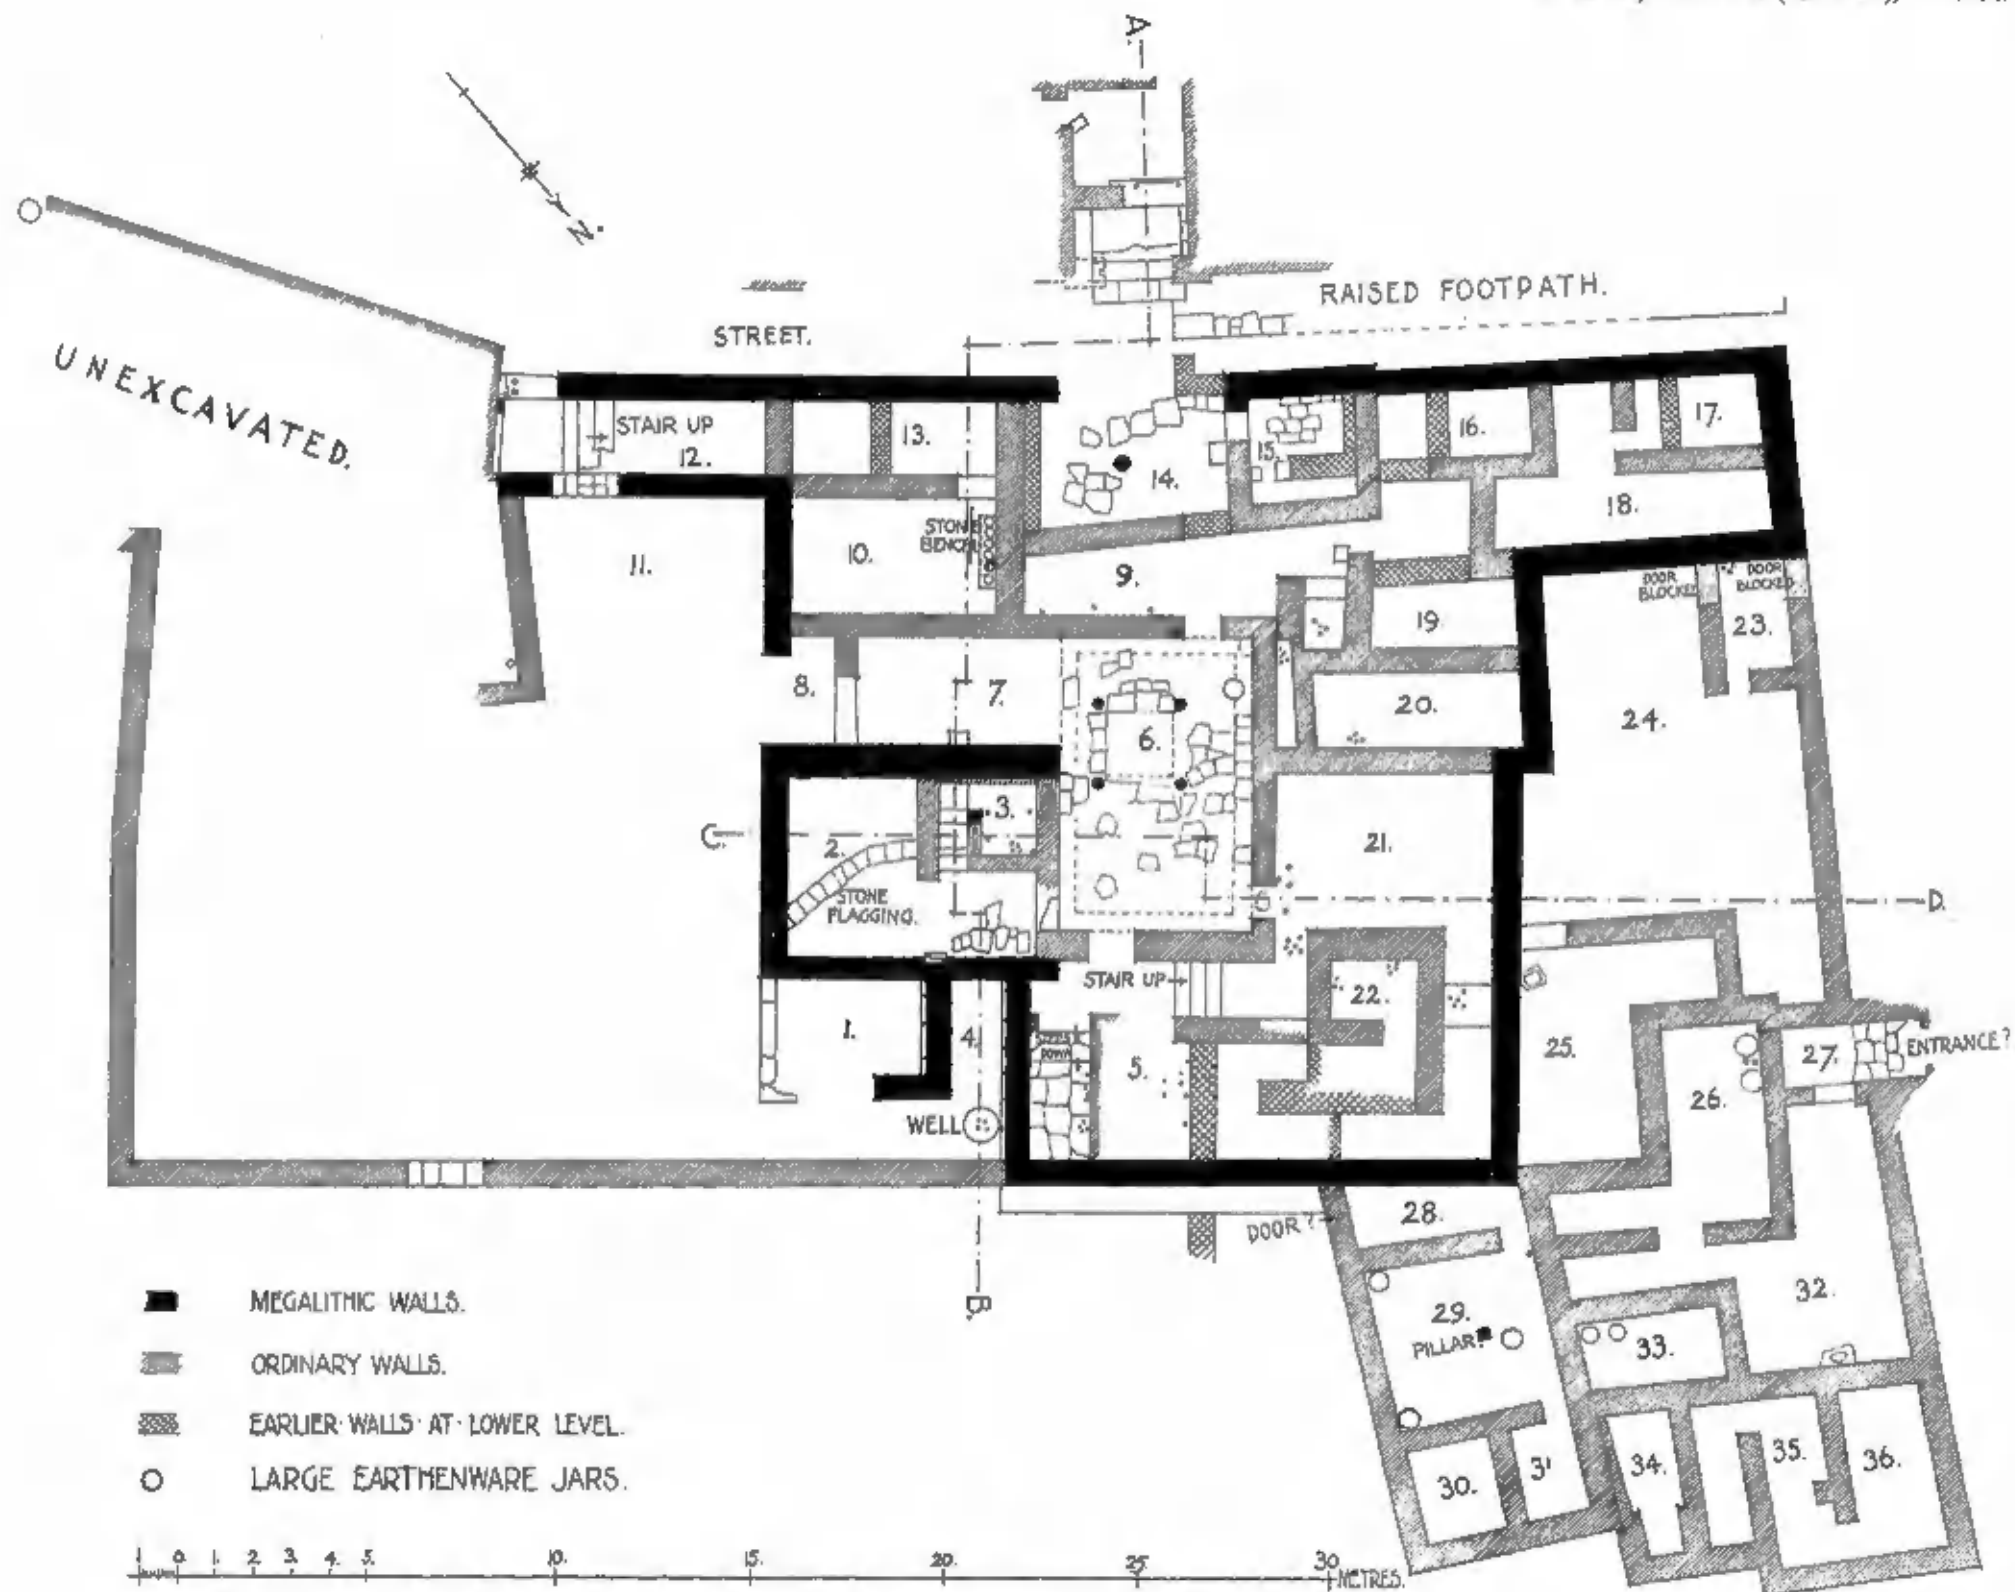 A.
N.
RAISED FOOTPATH.
STREET.
UNEXCAVATED.
STAIR UP
12.
13.
14.
15.
16.
17.
18.
11.
10.
STONE
BENCH
9.
DOOR
BLOCKED
DOOR
BLOCKED
23.
19.
8.
7.
6.
20.
24.
3.
C.
2.
21.
STONE
FLAGGING.
D.
STAIR UP
22.
1.
4.
DOWN
5.
25.
27.
ENTRANCE?
26.
WELL
28.
DOOR?
B.
29.
PILLAR?
32.
33.
30.
31
34.
35.
36.
MEGALITHIC WALLS.
ORDINARY WALLS.
EARLIER·WALLS·AT·LOWER LEVEL.
LARGE EARTHENWARE JARS.
1 0. 1. 2. 3. 4. 5. 10. 15. 20. 25. 30. METRES.